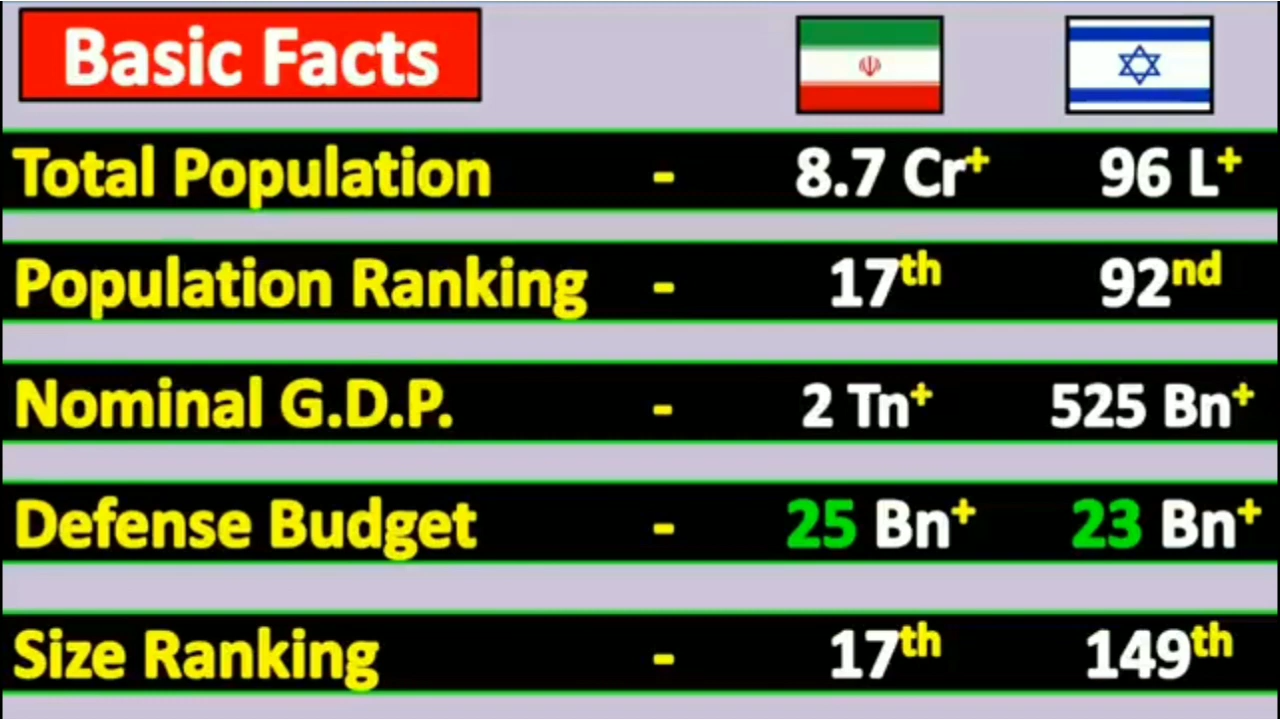 Basic Facts
Total Population - 8.7 Cr+ 96 L+
Population Ranking - 17th 92nd
Nominal G.D.P. - 2 Tn+ 525 Bn+
Defense Budget - 25 Bn+ 23 Bn+
Size Ranking - 17th 149th